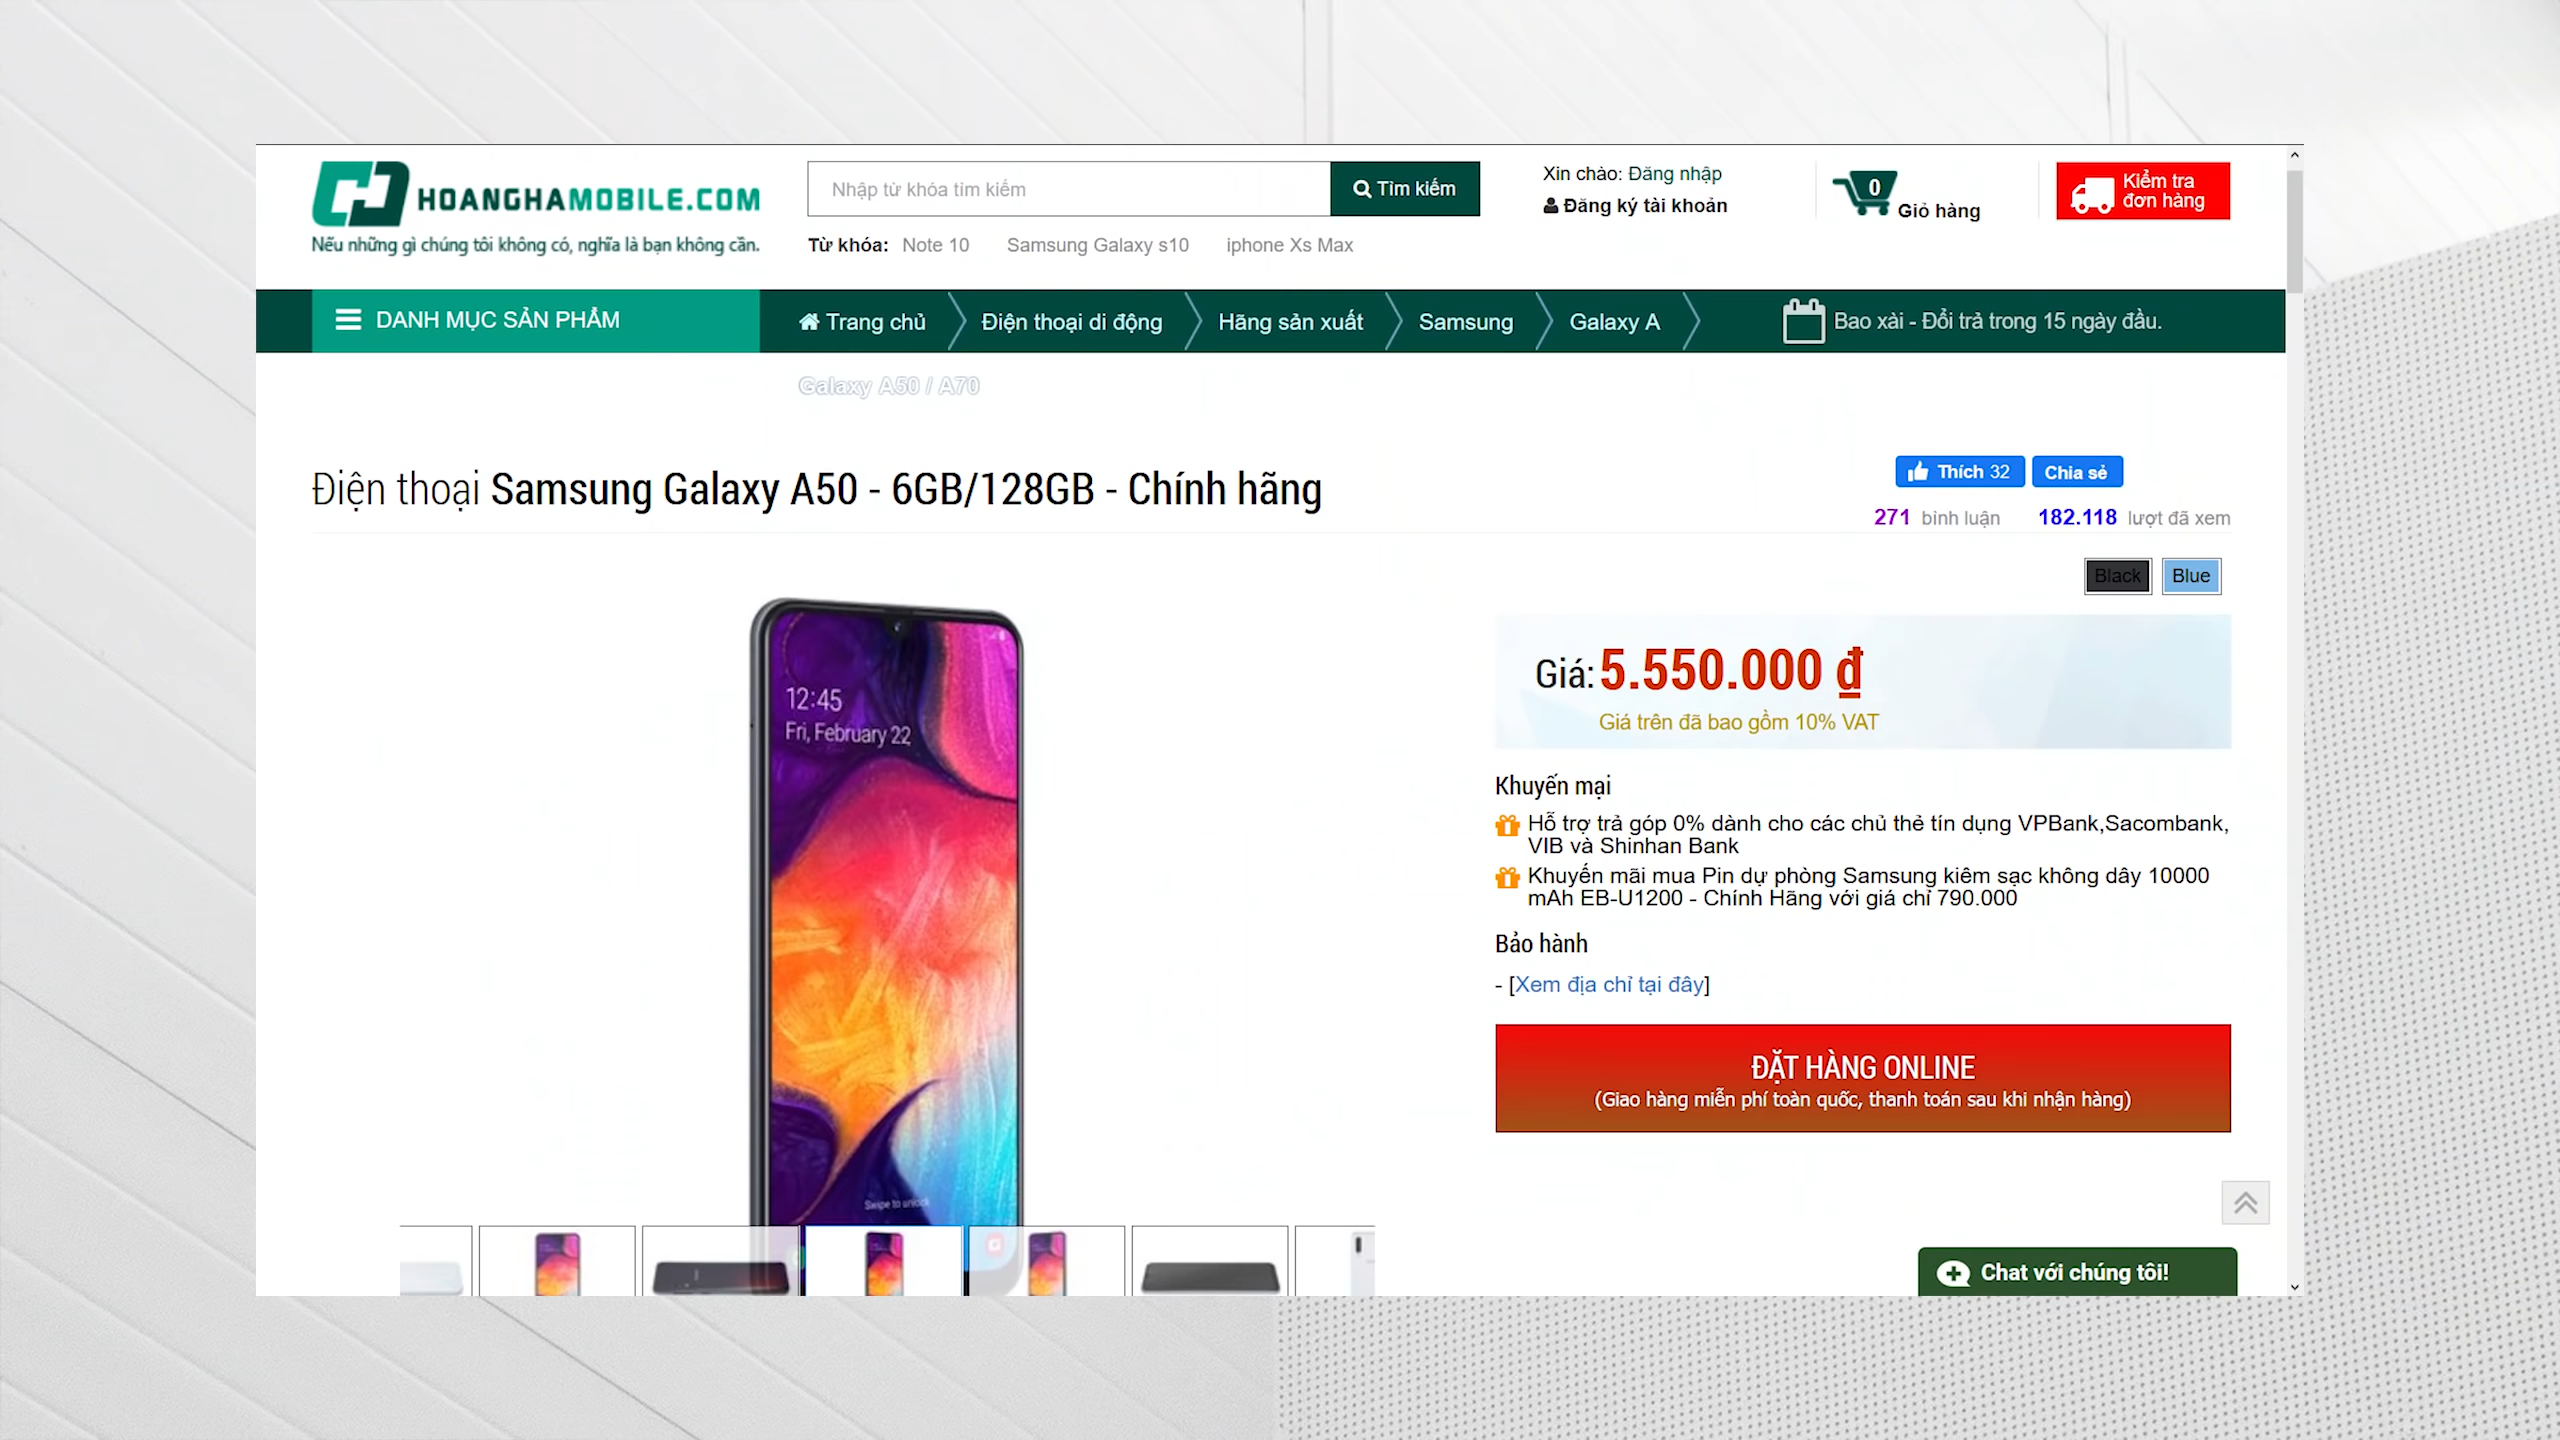 HOANGHAMOBILE.COM
Nếu những gì chúng tôi không có, nghĩa là bạn không cần.
Nhập từ khóa tìm kiếm
Tìm kiếm
Từ khóa: Note 10 Samsung Galaxy s10 iphone Xs Max
Xin chào: Đăng nhập
Đăng ký tài khoản
0
Giỏ hàng
Kiểm tra
đơn hàng
DANH MỤC SẢN PHẨM
Trang chủ
Điện thoại di động
Hãng sản xuất
Samsung
Galaxy A
Bao xài - Đổi trả trong 15 ngày đầu.
Galaxy A50 / A70
Điện thoại Samsung Galaxy A50 - 6GB/128GB - Chính hãng
Thích 32
Chia sẻ
271 bình luận 182.118 lượt đã xem
Black
Blue
12:45
Fri, February 22
Swipe to unlock
Giá: 5.550.000 ₫
Giá trên đã bao gồm 10% VAT
Khuyến mại
Hỗ trợ trả góp 0% dành cho các chủ thẻ tín dụng VPBank,Sacombank,
VIB và Shinhan Bank
Khuyến mãi mua Pin dự phòng Samsung kiêm sạc không dây 10000
mAh EB-U1200 - Chính Hãng với giá chỉ 790.000
Bảo hành
- [Xem địa chỉ tại đây]
ĐẶT HÀNG ONLINE
(Giao hàng miễn phí toàn quốc, thanh toán sau khi nhận hàng)
Chat với chúng tôi!